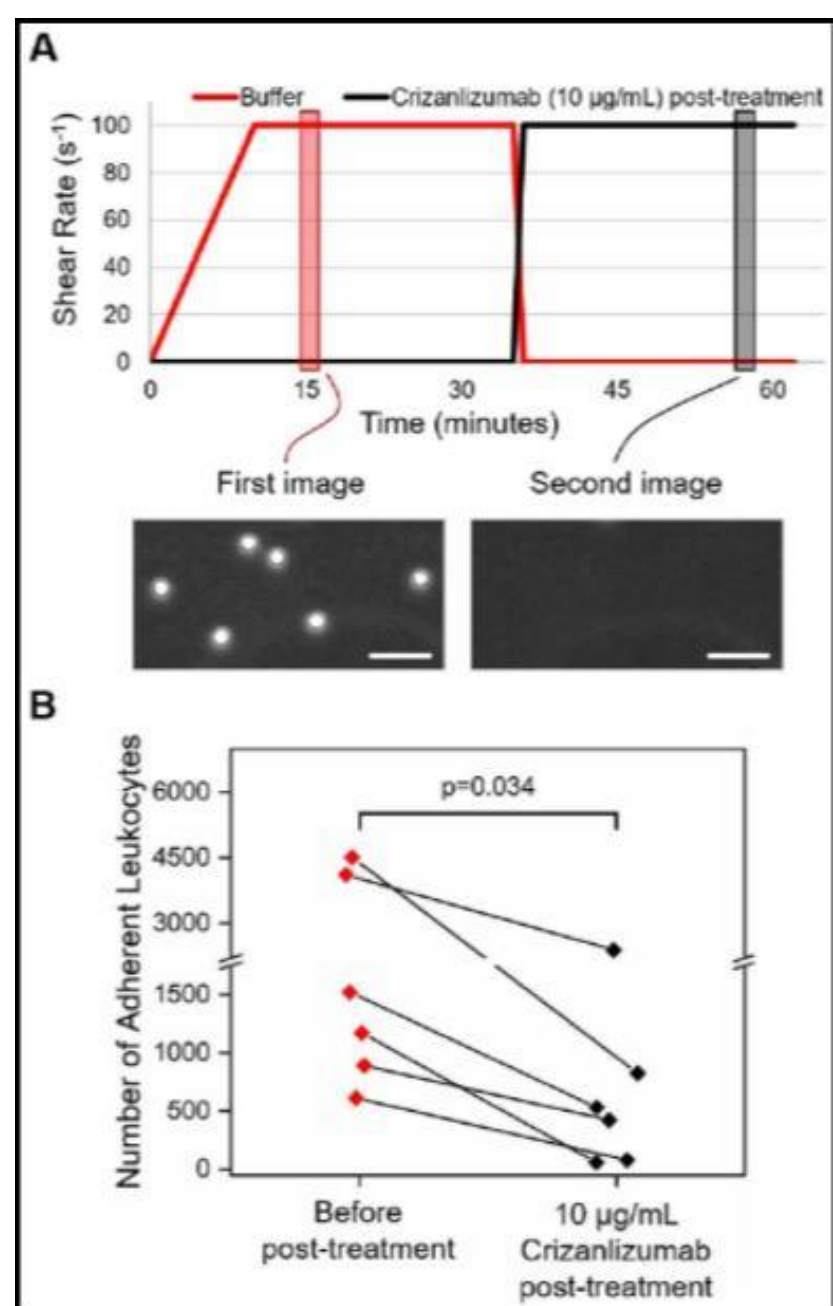 A
Buffer Crizanlizumab (10 µg/mL) post-treatment
Shear Rate (s-1)
100
80
60
40
20
0
0 15 30 45 60
Time (minutes)
First image Second image
B
Number of Adherent Leukocytes
p=0.034
6000
4500
3000
1500
1000
500
0
Before
post-treatment
10 µg/mL
Crizanlizumab
post-treatment